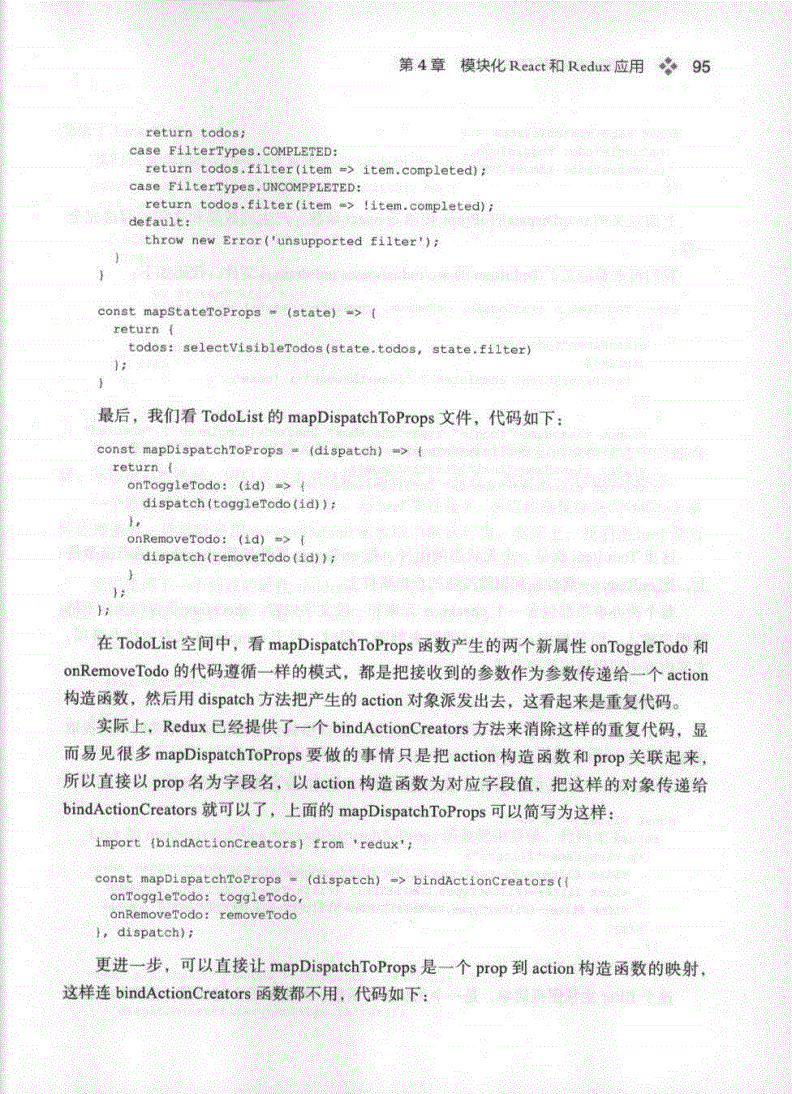 第 4 章 模块化 React 和 Redux 应用 95
return todos;
case FilterTypes.COMPLETED:
return todos.filter(item => item.completed);
case FilterTypes.UNCOMPPLETED:
return todos.filter(item => !item.completed);
default:
throw new Error('unsupported filter');
}
}
const mapStateToProps = (state) => {
return {
todos: selectVisibleTodos(state.todos, state.filter)
};
}
最后，我们看 TodoList 的 mapDispatchToProps 文件，代码如下：
const mapDispatchToProps = (dispatch) => {
return {
onToggleTodo: (id) => {
dispatch(toggleTodo(id));
},
onRemoveTodo: (id) => {
dispatch(removeTodo(id));
}
};
};
在 TodoList 空间中，看 mapDispatchToProps 函数产生的两个新属性 onToggleTodo 和
onRemoveTodo 的代码遵循一样的模式，都是把接收到的参数作为参数传递给一个 action
构造函数，然后用 dispatch 方法把产生的 action 对象派发出去，这看起来是重复代码。
实际上，Redux 已经提供了一个 bindActionCreators 方法来消除这样的重复代码，显
而易见很多 mapDispatchToProps 要做的事情只是把 action 构造函数和 prop 关联起来，
所以直接以 prop 名为字段名，以 action 构造函数为对应字段值，把这样的对象传递给
bindActionCreators 就可以了，上面的 mapDispatchToProps 可以简写为这样：
import {bindActionCreators} from 'redux';
const mapDispatchToProps = (dispatch) => bindActionCreators({
onToggleTodo: toggleTodo,
onRemoveTodo: removeTodo
}, dispatch);
更进一步，可以直接让 mapDispatchToProps 是一个 prop 到 action 构造函数的映射，
这样连 bindActionCreators 函数都不用，代码如下：